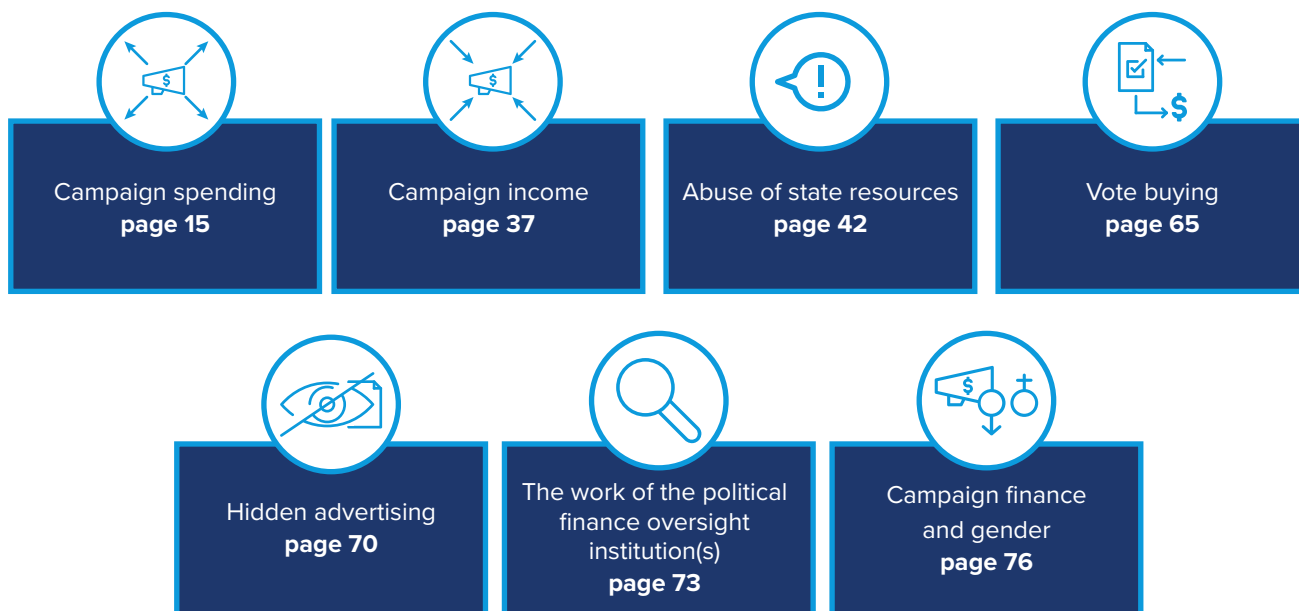 $
Campaign spending
page 15
$
Campaign income
page 37
!
Abuse of state resources
page 42
$
Vote buying
page 65
Hidden advertising
page 70
The work of the political
finance oversight
institution(s)
page 73
$
Campaign finance
and gender
page 76